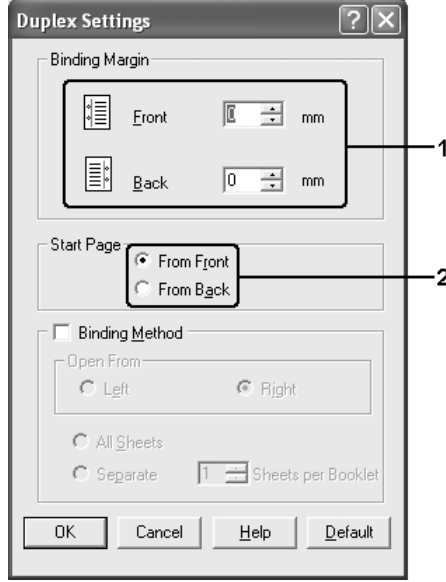 Duplex Settings
Binding Margin
Front 0 mm
1
Back 0 mm
Start Page
From Front
2
From Back
Binding Method
Open From
Left Right
All Sheets
Separate 1 Sheets per Booklet
OK Cancel Help Default